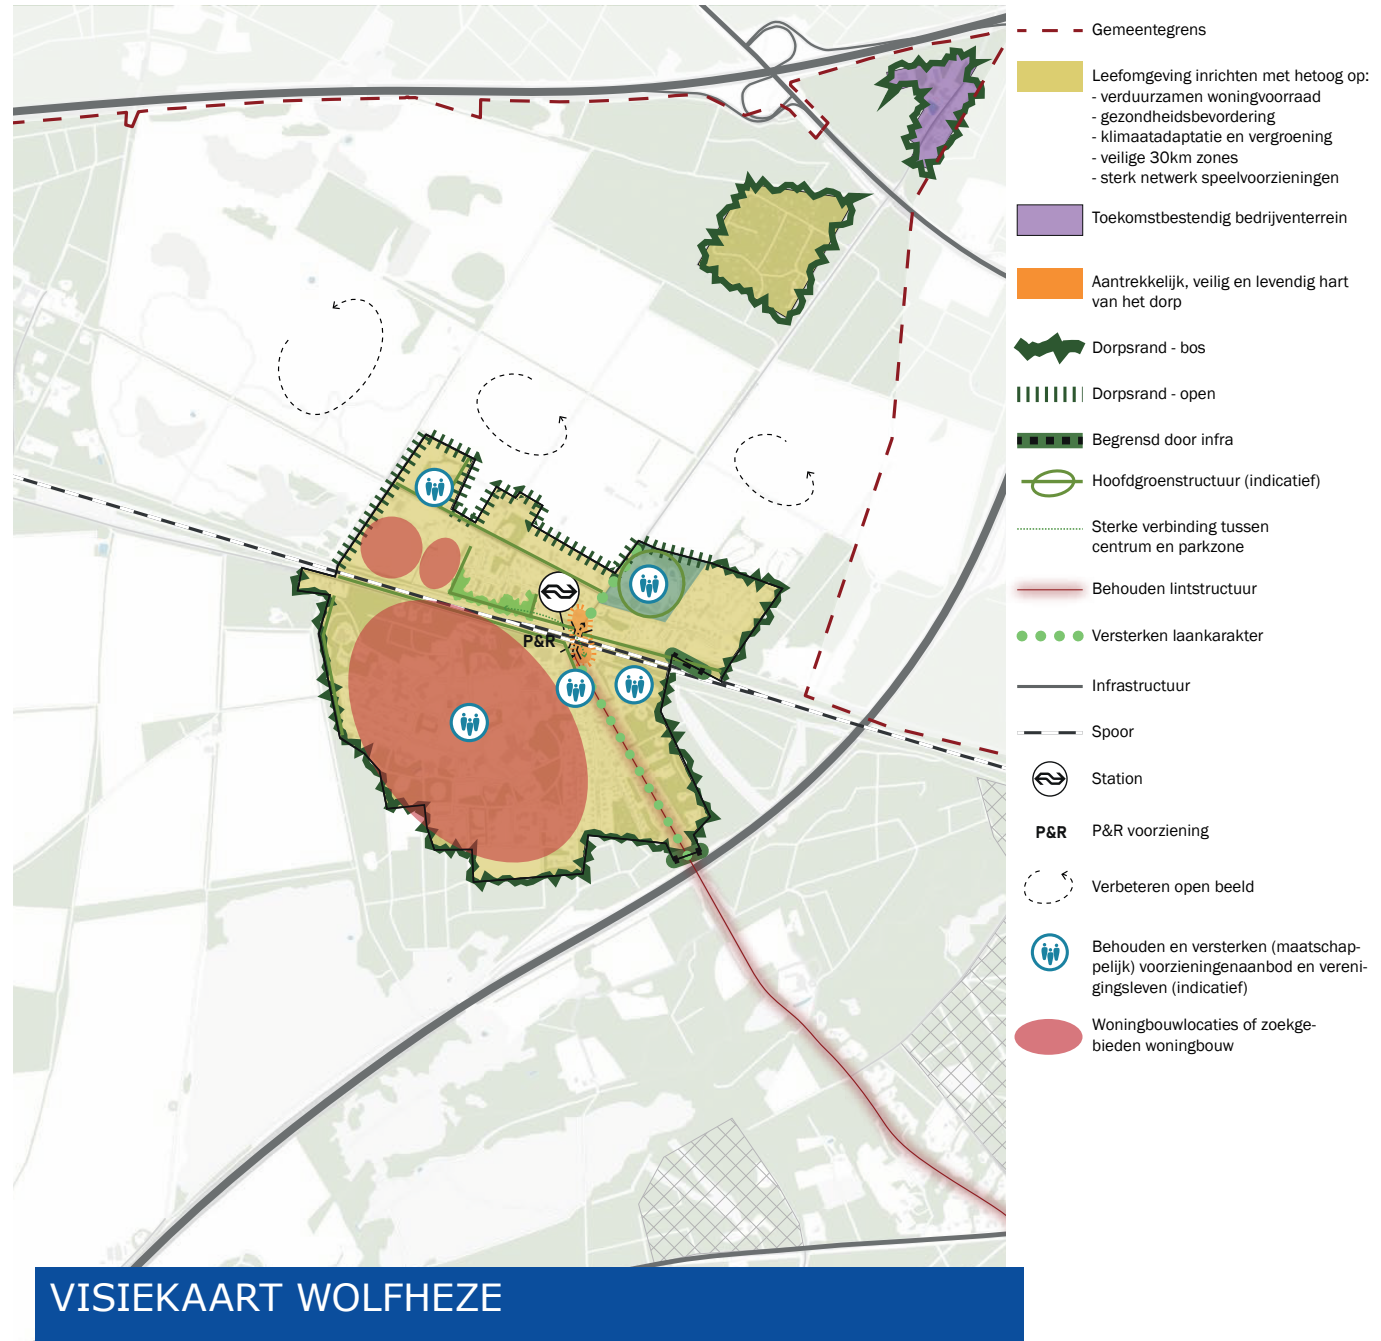 Gemeentegrens
Leefomgeving inrichten met hetoog op:
- verduurzamen woningvoorraad
- gezondheidsbevordering
- klimaatadaptatie en vergroening
- veilige 30km zones
- sterk netwerk speelvoorzieningen
Toekomstbestendig bedrijventerrein
Aantrekkelijk, veilig en levendig hart
van het dorp
Dorpsrand - bos
Dorpsrand - open
Begrensd door infra
Hoofdgroenstructuur (indicatief)
Sterke verbinding tussen
centrum en parkzone
Behouden lintstructuur
Versterken laankarakter
Infrastructuur
Spoor
Station
P&R P&R voorziening
Verbeteren open beeld
Behouden en versterken (maatschap-
pelijk) voorzieningenaanbod en vereni-
gingsleven (indicatief)
Woningbouwlocaties of zoekge-
bieden woningbouw
P&R
VISIEKAART WOLFHEZE